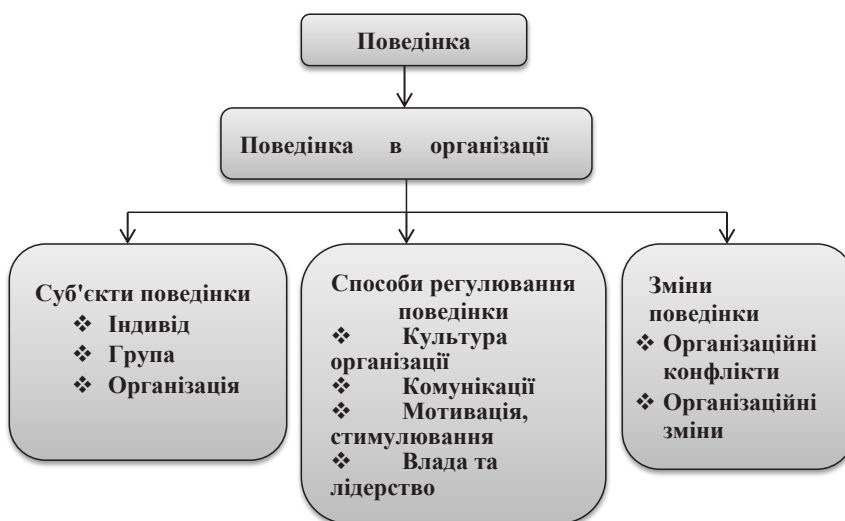 Поведінка
Поведінка в організації
Суб'єкти поведінки
❖ Індивід
❖ Група
❖ Організація
Способи регулювання
поведінки
❖ Культура
організації
❖ Комунікації
❖ Мотивація,
стимулювання
❖ Влада та
лідерство
Зміни
поведінки
❖ Організаційні
конфлікти
❖ Організаційні
зміни